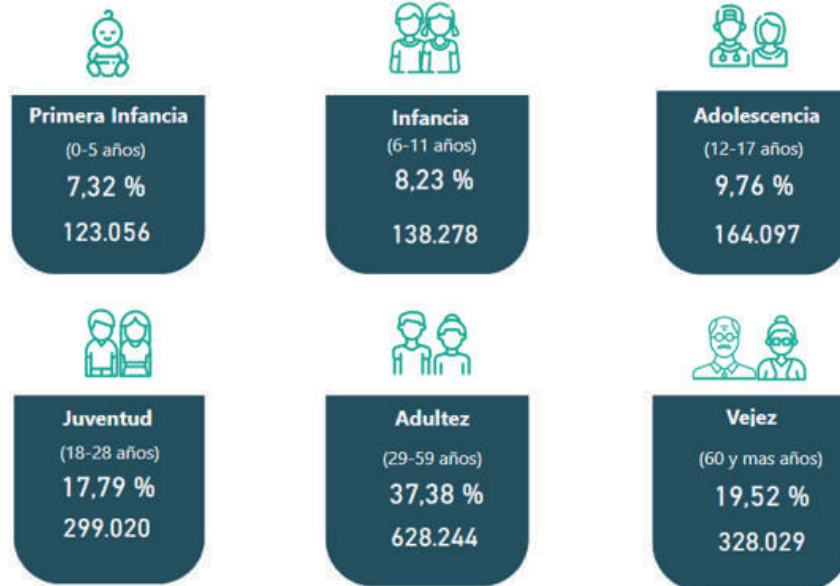 Primera Infancia
(0-5 años)
7,32 %
123.056
Infancia
(6-11 años)
8,23 %
138.278
Adolescencia
(12-17 años)
9,76 %
164.097
Juventud
(18-28 años)
17,79 %
299.020
Adultez
(29-59 años)
37,38 %
628.244
Vejez
(60 y mas años)
19,52 %
328.029